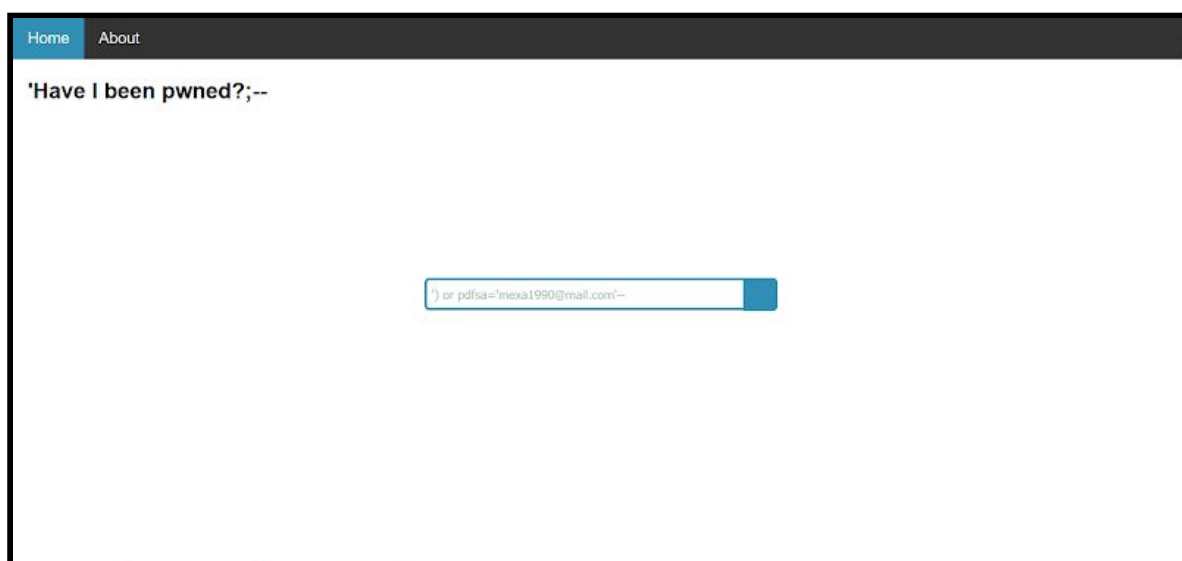 Home About
'Have I been pwned?;--
') or pdfsa='mexa1990@mail.com'--